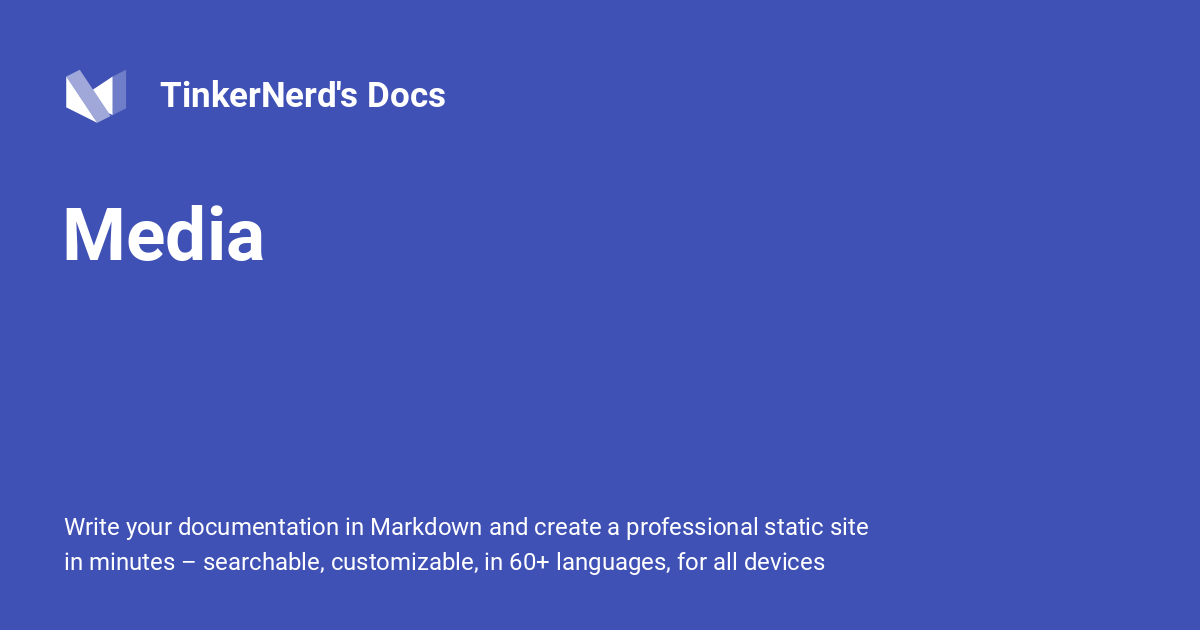 TinkerNerd's Docs
Media
Write your documentation in Markdown and create a professional static site
in minutes – searchable, customizable, in 60+ languages, for all devices